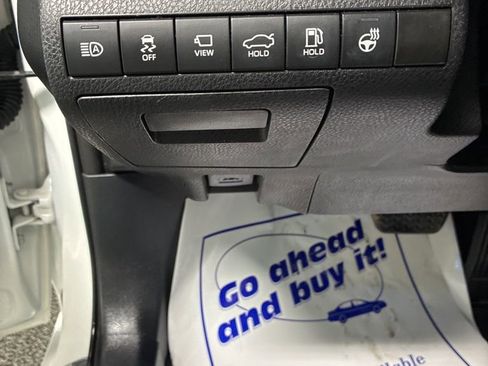 A
OFF
VIEW
HOLD
HOLD
Go ahead
and buy it!